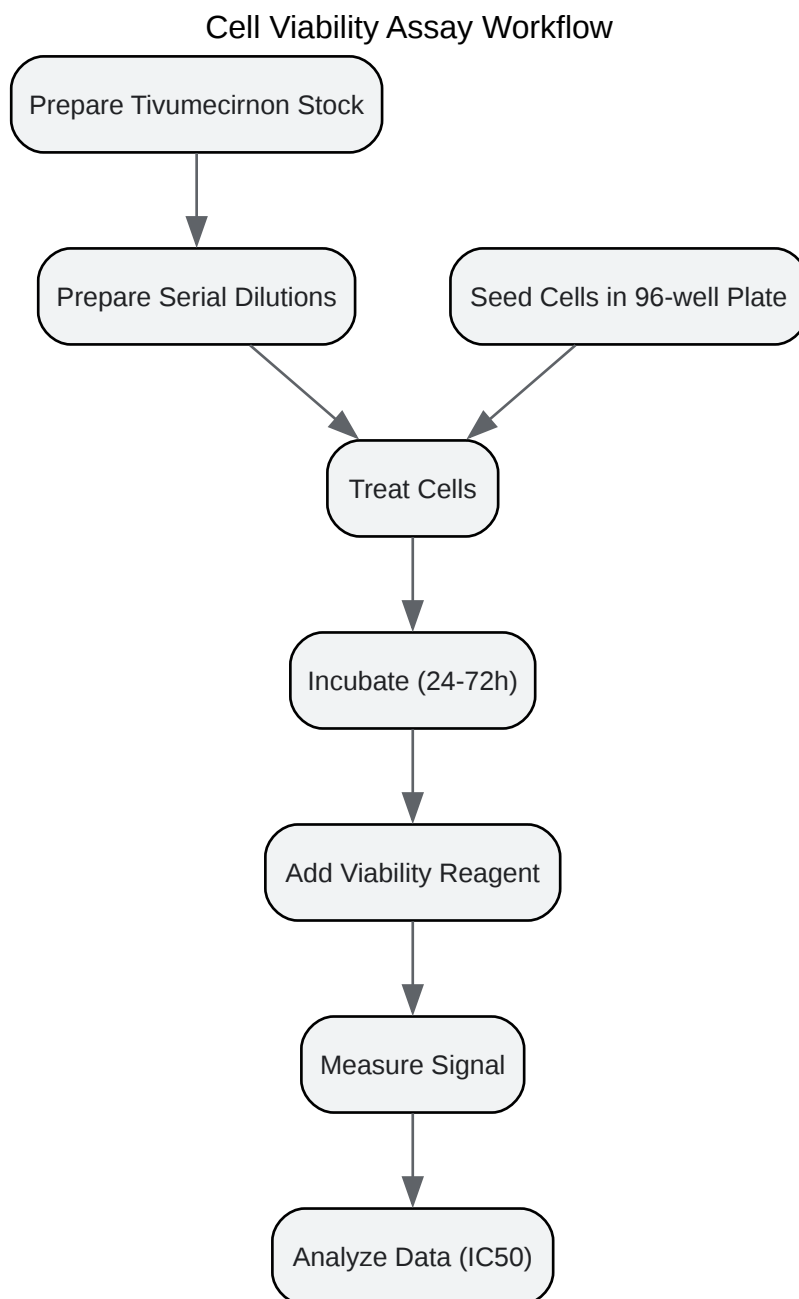 Cell Viability Assay Workflow
Prepare Tivumecirnon Stock
Prepare Serial Dilutions
Seed Cells in 96-well Plate
Treat Cells
Incubate (24-72h)
Add Viability Reagent
Measure Signal
Analyze Data (IC50)